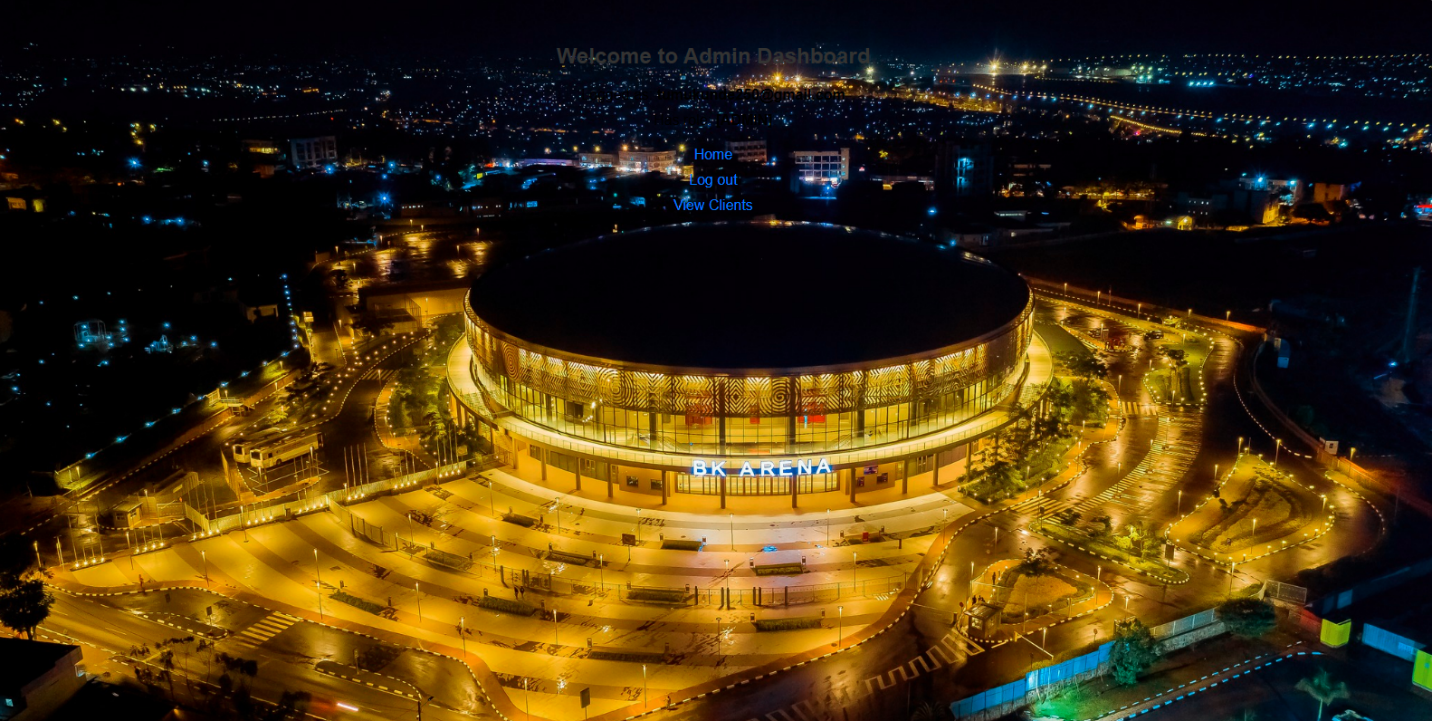 Welcome to Admin Dashboard
Home
Log out
View Clients
BK ARENA